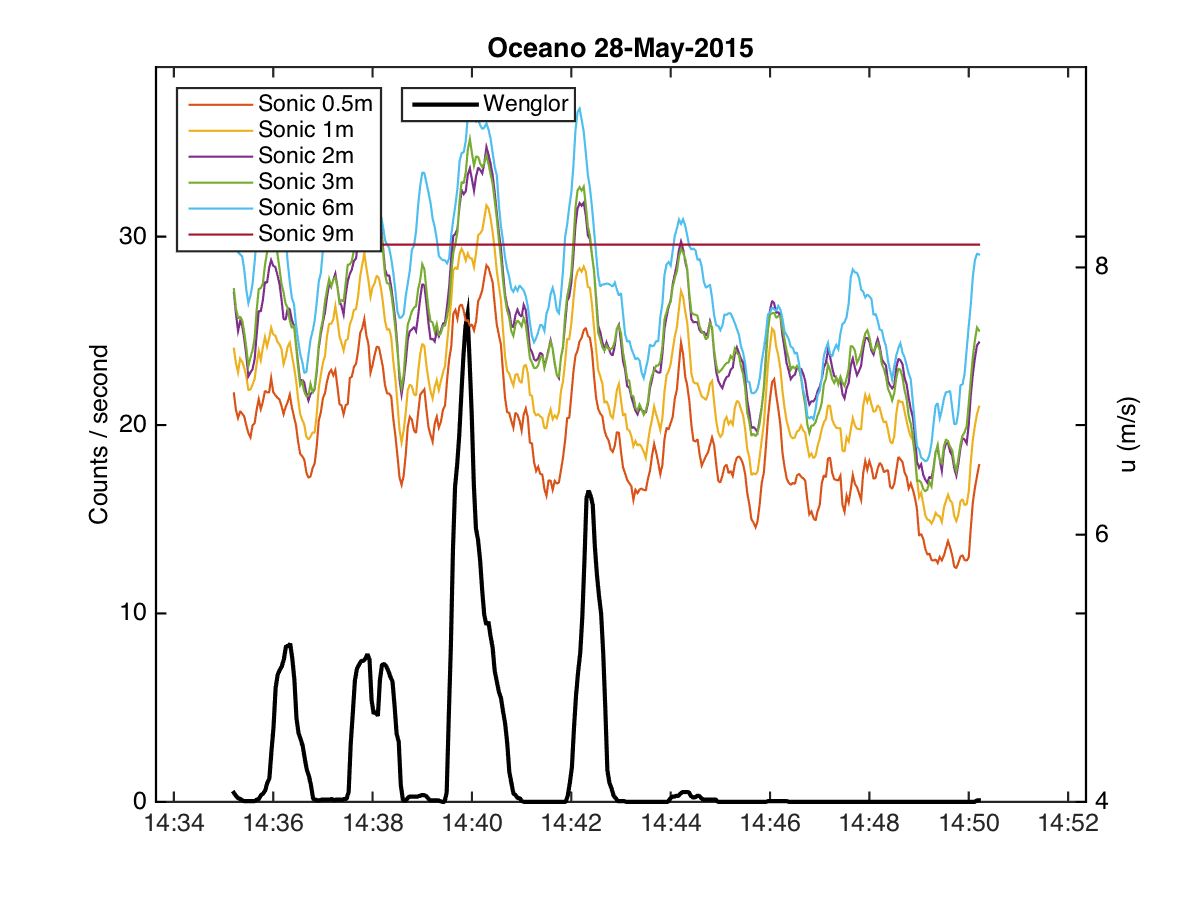 Oceano 28-May-2015
Sonic 0.5m
Sonic 1m
Sonic 2m
Sonic 3m
Sonic 6m
Sonic 9m
Wenglor
Counts / second
30
20
10
0
u (m/s)
8
6
4
14:34 14:36 14:38 14:40 14:42 14:44 14:46 14:48 14:50 14:52